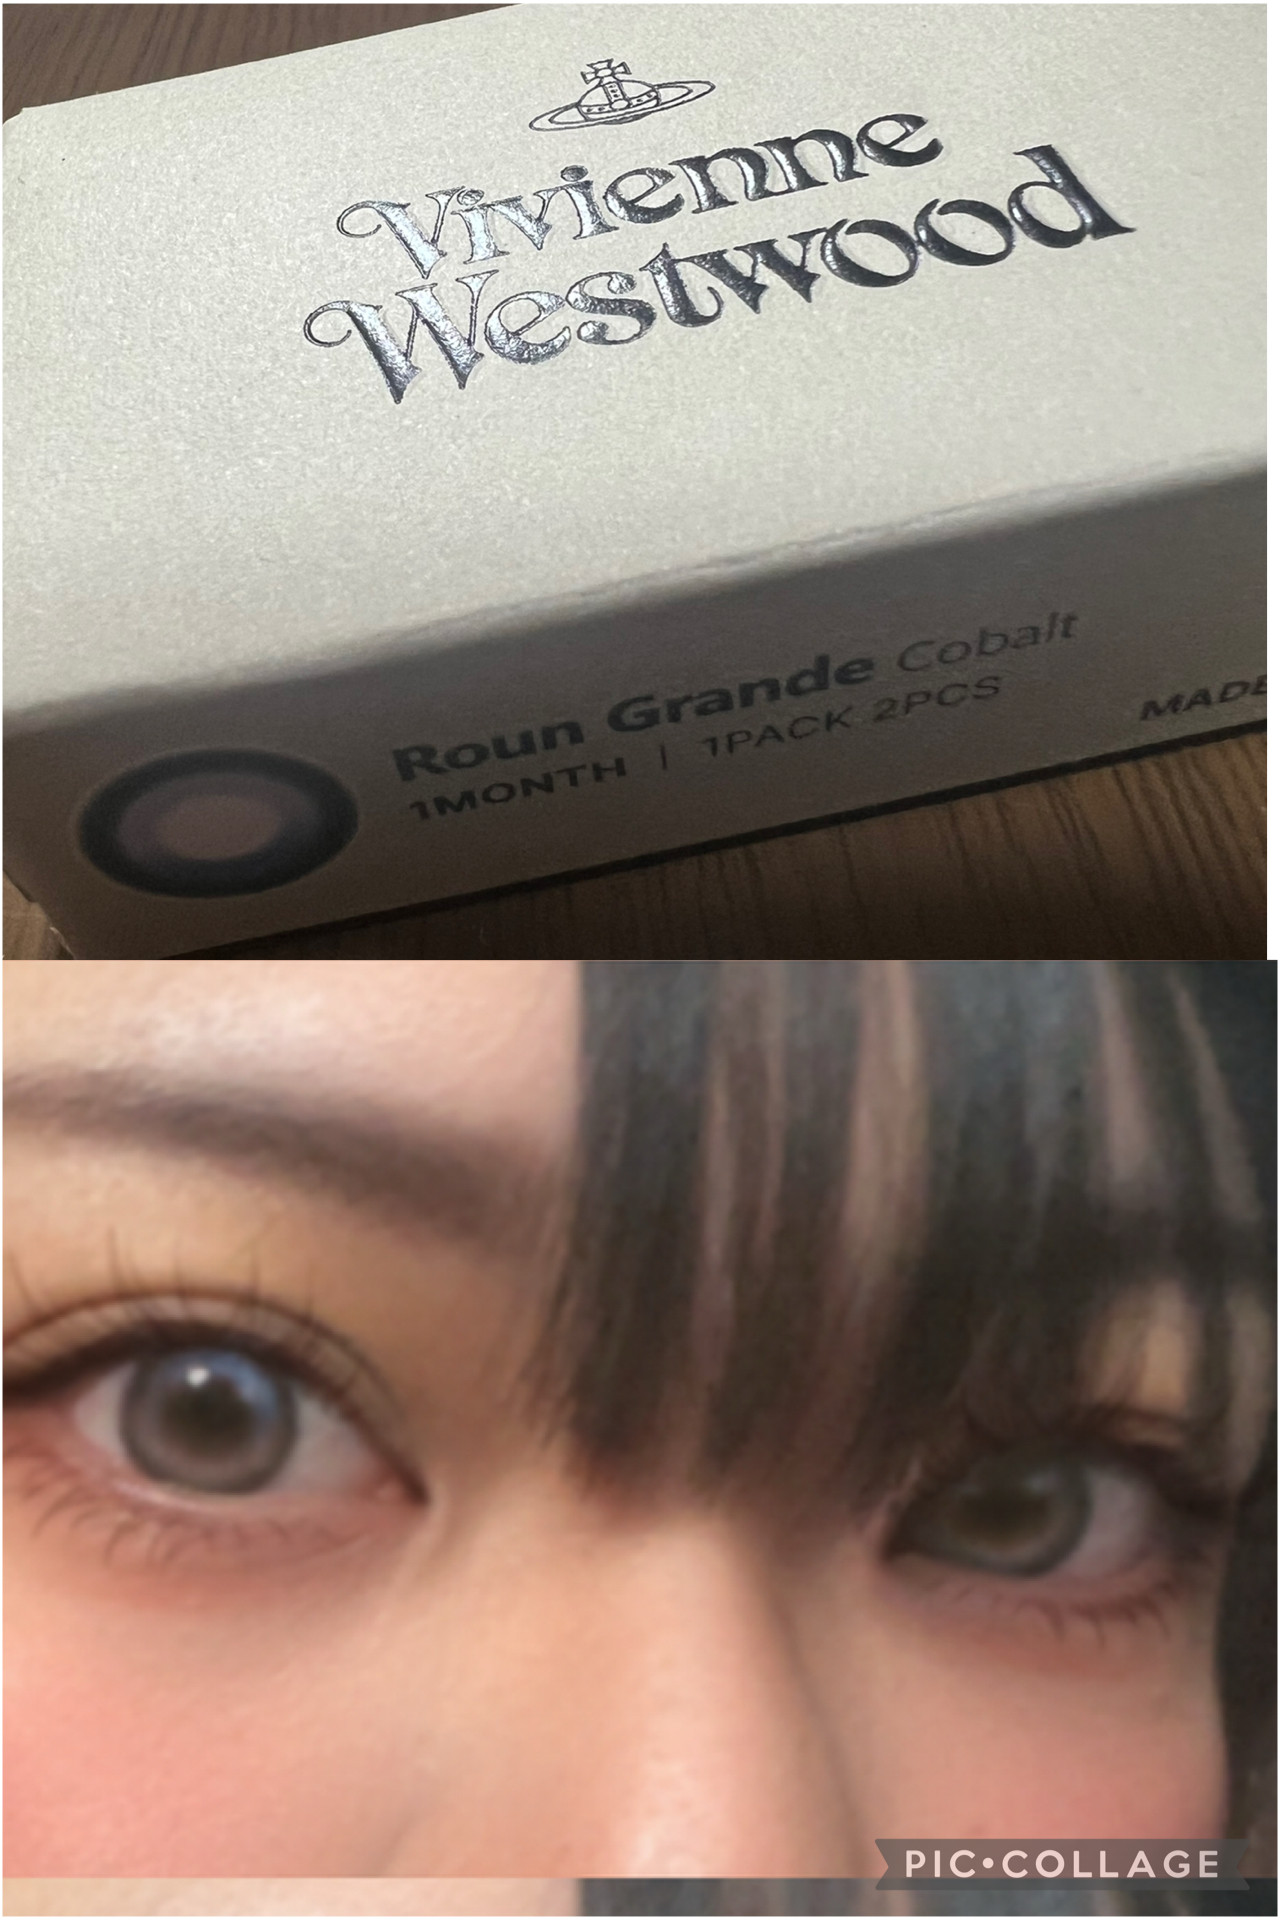 Vivienne
Westwood
Roun Grande Cobalt
1MONTH | 1PACK 2PCS
MADE
PIC•COLLAGE